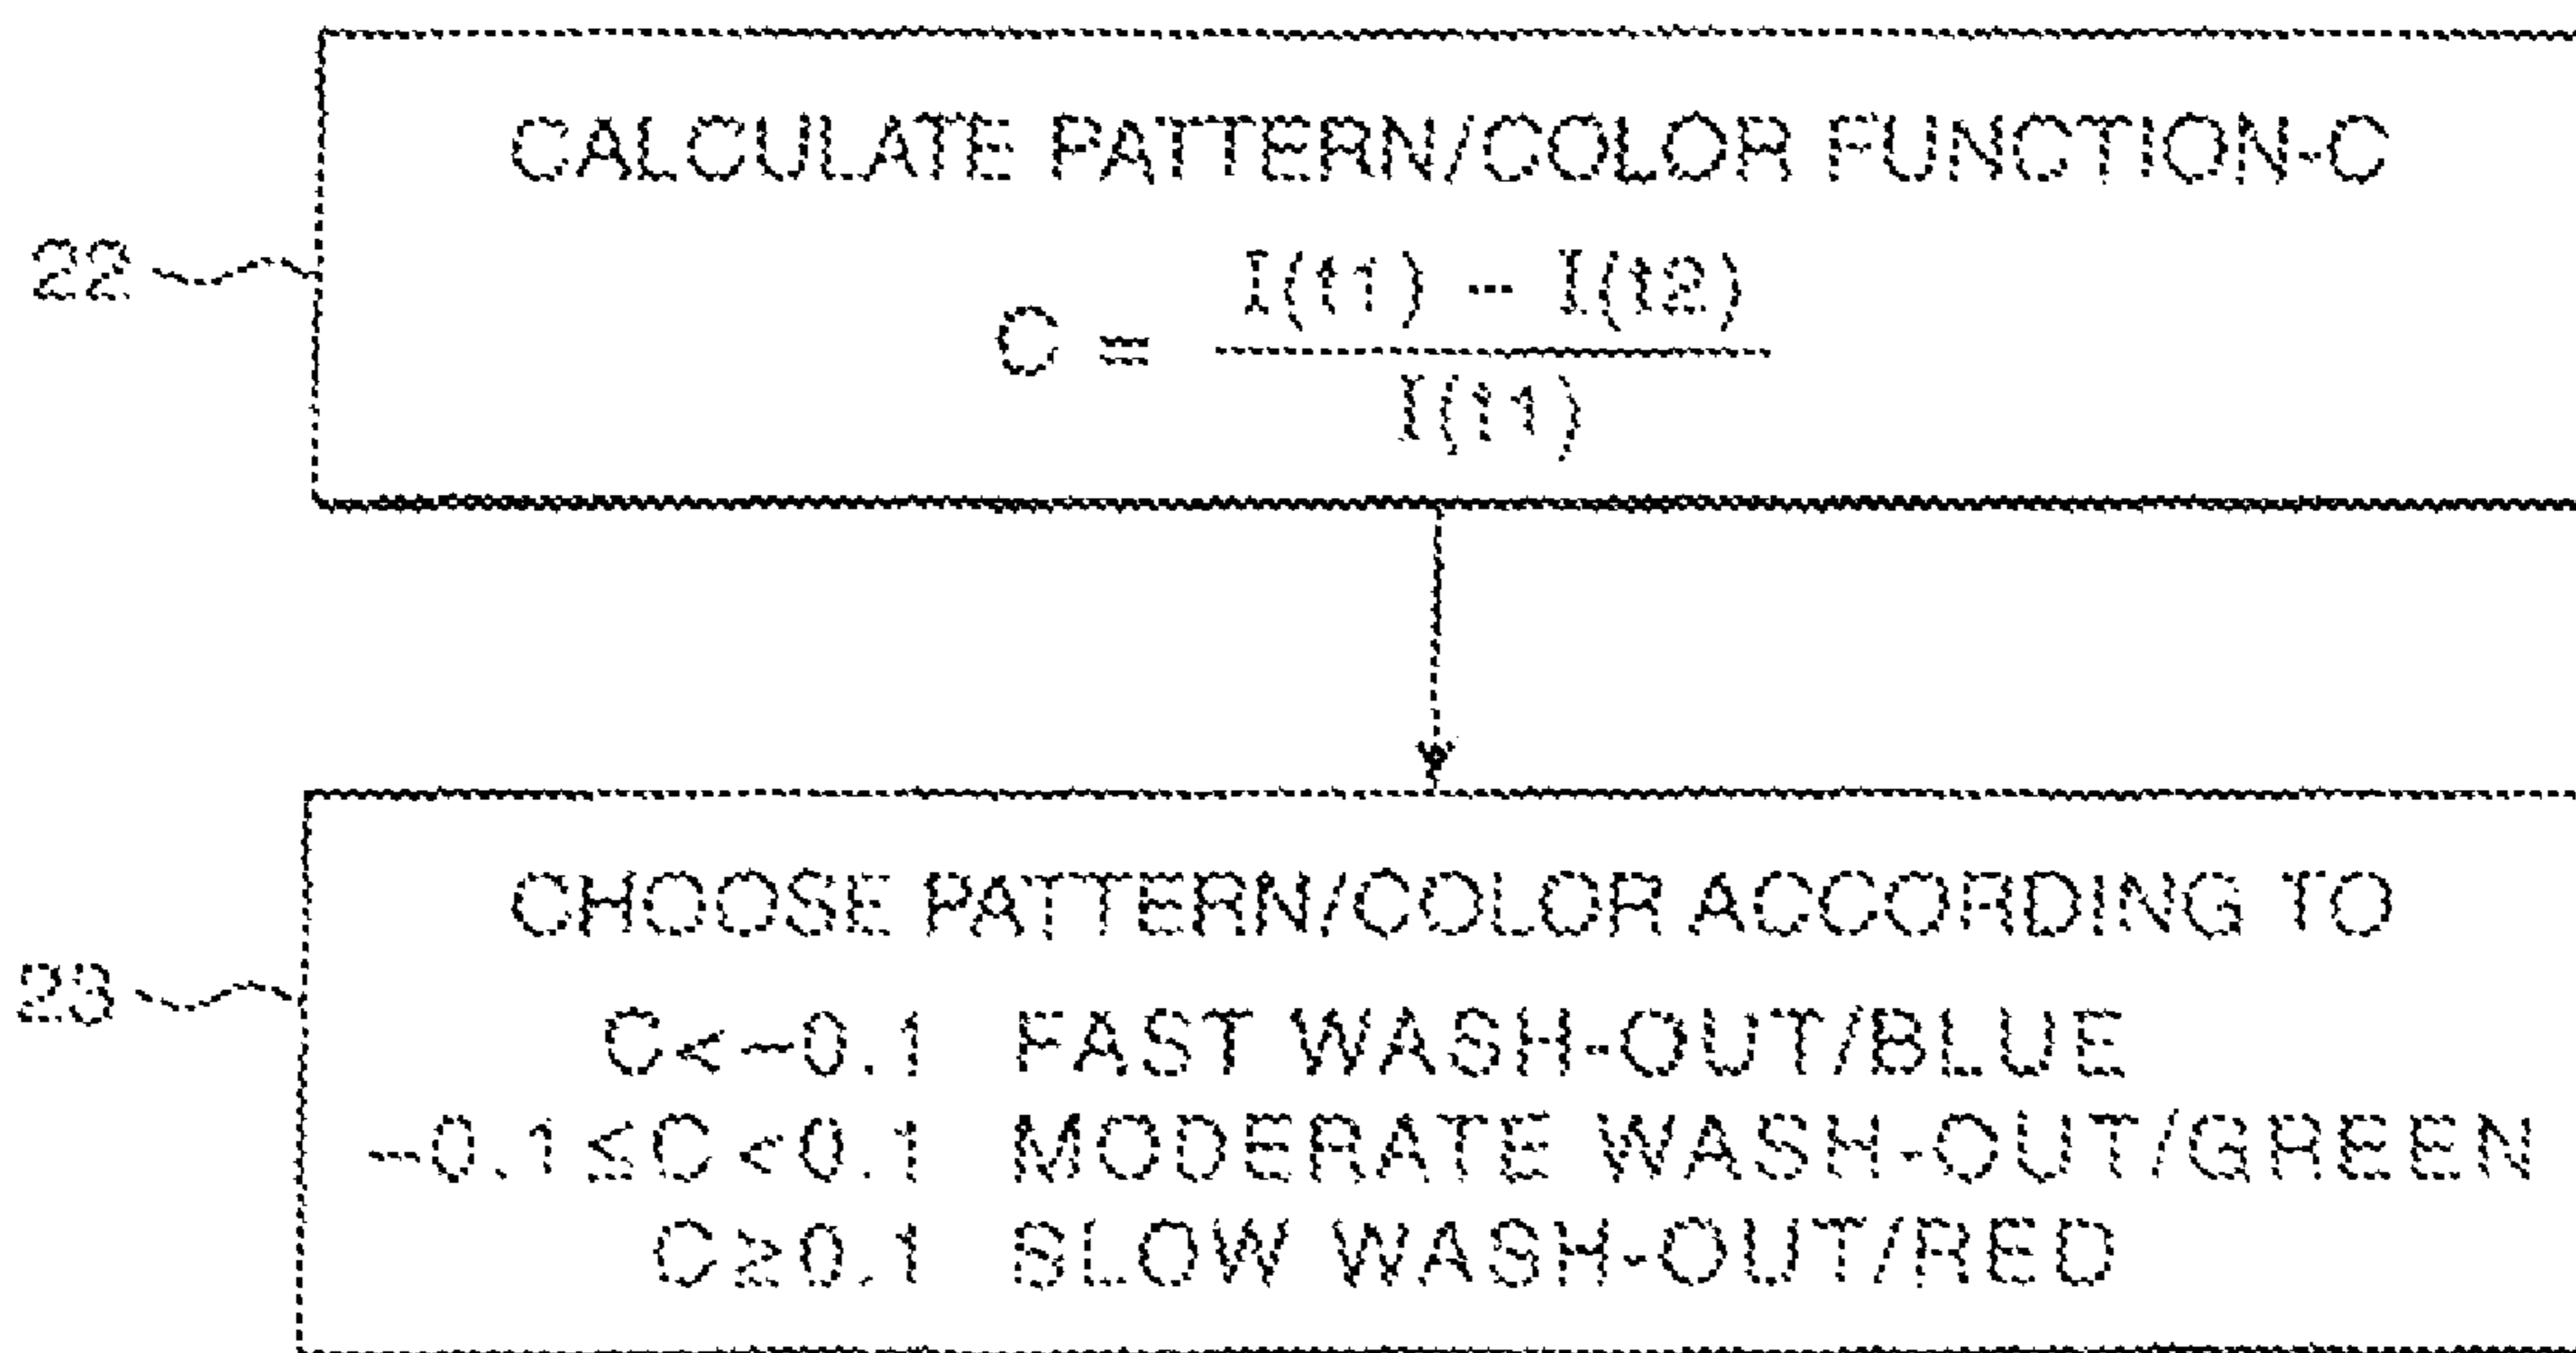 CALCULATE PATTERN/COLOR FUNCTION-C
22
C = I(t1) - I(t2) / I(t1)
CHOOSE PATTERN/COLOR ACCORDING TO
23
C<-0.1 FAST WASH-OUT/BLUE
-0.1≤C<0.1 MODERATE WASH-OUT/GREEN
C≥0.1 SLOW WASH-OUT/RED